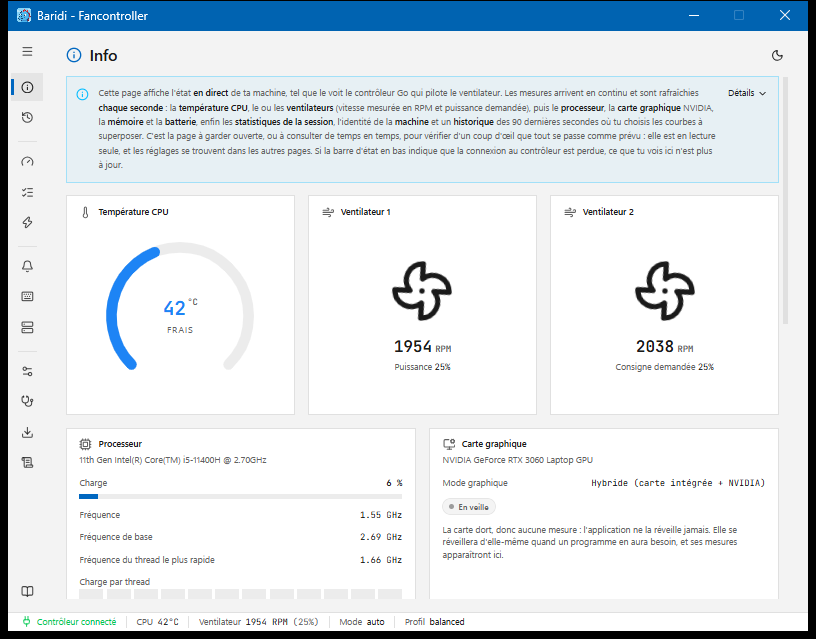 Baridi - Fancontroller
Info
Cette page affiche l'état en direct de ta machine, tel que le voit le contrôleur Go qui pilote le ventilateur. Les mesures arrivent en continu et sont rafraîchies
Détails
chaque seconde : la température CPU, le ou les ventilateurs (vitesse mesurée en RPM et puissance demandée), puis le processeur, la carte graphique NVIDIA,
la mémoire et la batterie, enfin les statistiques de la session, l'identité de la machine et un historique des 90 dernières secondes où tu choisis les courbes à
superposer. C'est la page à garder ouverte, ou à consulter de temps en temps, pour vérifier d'un coup d'œil que tout se passe comme prévu : elle est en lecture
seule, et les réglages se trouvent dans les autres pages. Si la barre d'état en bas indique que la connexion au contrôleur est perdue, ce que tu vois ici n'est plus
à jour.
Température CPU
42 °C
FRAIS
Ventilateur 1
1954 RPM
Puissance 25%
Ventilateur 2
2038 RPM
Consigne demandée 25%
Processeur
11th Gen Intel(R) Core(TM) i5-11400H @ 2.70GHz
Charge 6 %
Fréquence 1.55 GHz
Fréquence de base 2.69 GHz
Fréquence du thread le plus rapide 1.66 GHz
Charge par thread
Carte graphique
NVIDIA GeForce RTX 3060 Laptop GPU
Mode graphique Hybride (carte intégrée + NVIDIA)
En veille
La carte dort, donc aucune mesure : l'application ne la réveille jamais. Elle se
réveillera d'elle-même quand un programme en aura besoin, et ses mesures
apparaîtront ici.
Contrôleur connecté CPU 42°C Ventilateur 1954 RPM (25%) Mode auto Profil balanced